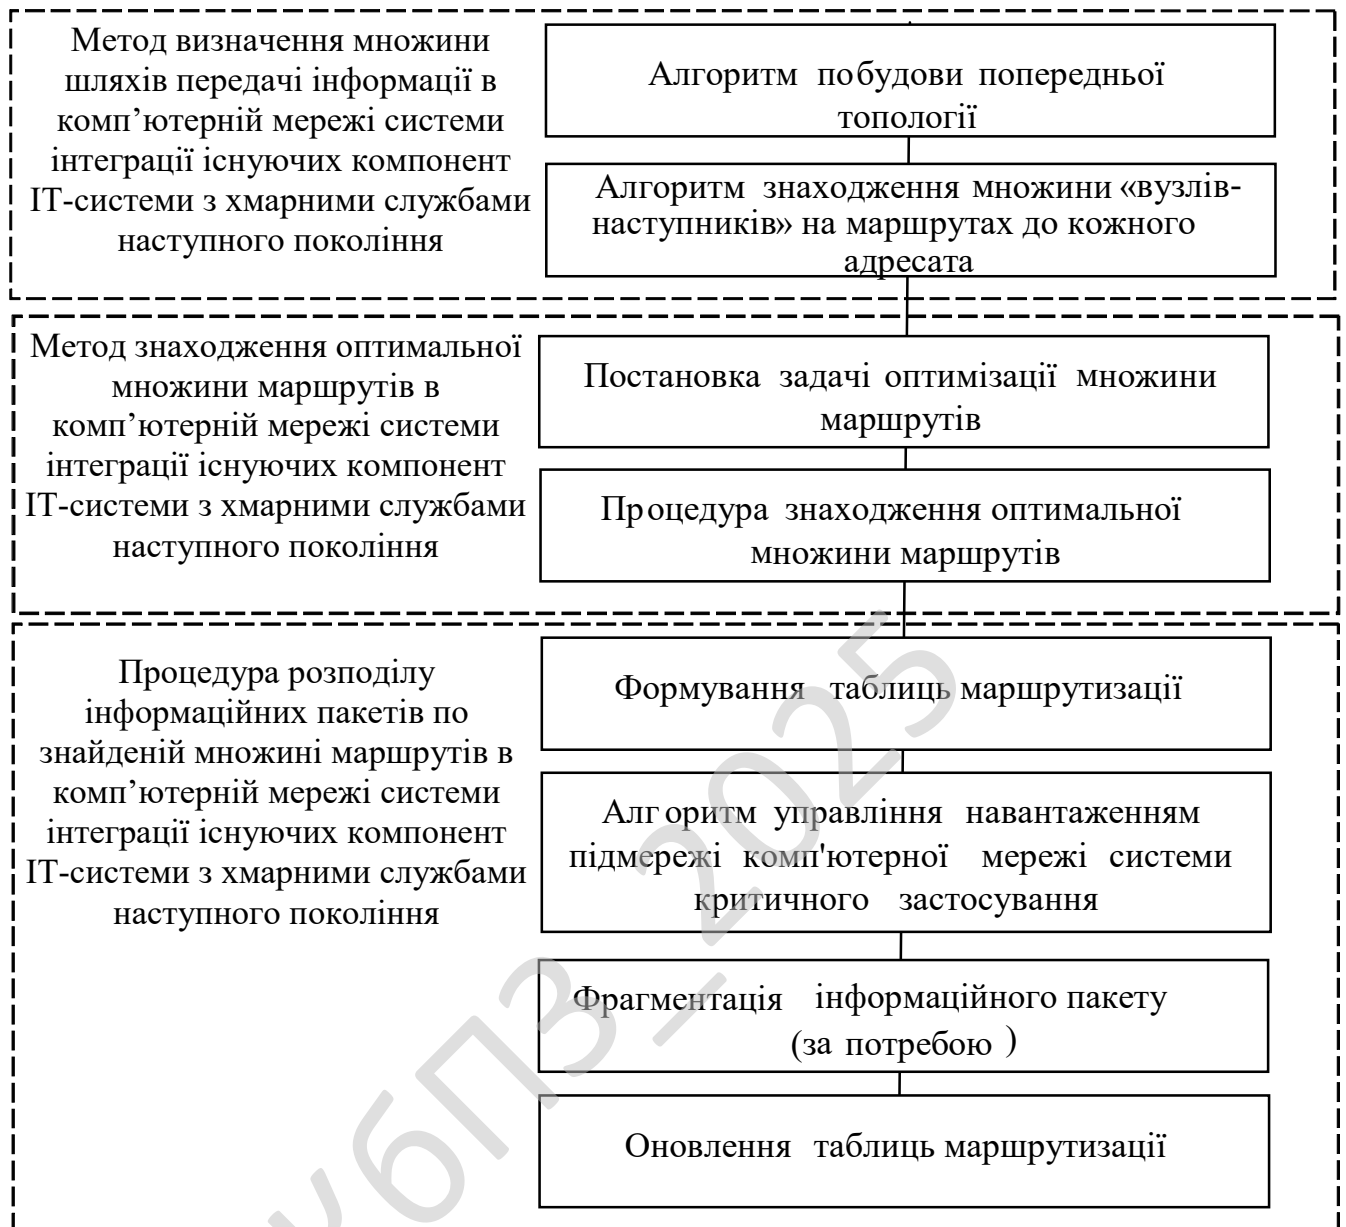 Метод визначення множини
шляхів передачі інформації в
комп’ютерній мережі системи
інтеграції існуючих компонент
ІТ-системи з хмарними службами
наступного покоління
Алгоритм побудови попередньої
топології
Алгоритм знаходження множини «вузлів-
наступників» на маршрутах до кожного
адресата
Метод знаходження оптимальної
множини маршрутів в
комп’ютерній мережі системи
інтеграції існуючих компонент
ІТ-системи з хмарними службами
наступного покоління
Постановка задачі оптимізації множини
маршрутів
Процедура знаходження оптимальної
множини маршрутів
Процедура розподілу
інформаційних пакетів по
знайденій множині маршрутів в
комп’ютерній мережі системи
інтеграції існуючих компонент
ІТ-системи з хмарними службами
наступного покоління
Формування таблиць маршрутизації
Алгоритм управління навантаженням
підмережі комп'ютерної мережі системи
критичного застосування
Фрагментація інформаційного пакету
(за потребою )
Оновлення таблиць маршрутизації
КбПЗ_2025